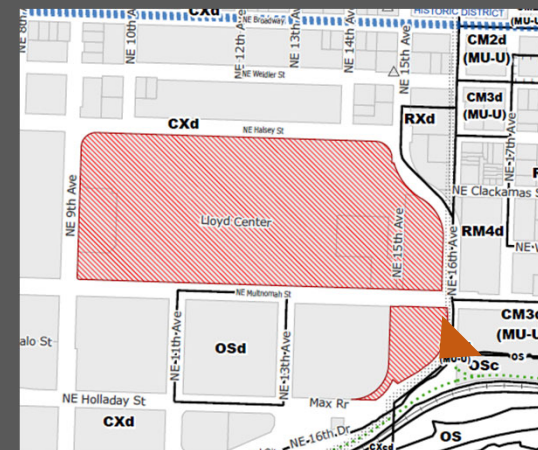 CXd
NE Broadway
HISTORIC DISTRICT
(MU-U)
NE 10th Ave
NE 12th Ave
NE 13th Ave
NE 14th Ave
NE 15th Ave
CM2d
(MU-U)
NE Weidler St
CM3d
(MU-U)
RXd
CXd
NE Halsey St
NE-17th-Ave
NE Clackamas S
NE 9th Ave
Lloyd Center
NE 15th Ave
NE-16th-Ave
RM4d
NE-
NE Multnomah St
CM3d
(MU-U
alo St
NE-11th-Ave
OSd
NE-13th-Ave
OS
(MU-U)
OSc
NE Holladay St
Max Rr
CXd
NE-16th-Dr
OS
CXcd